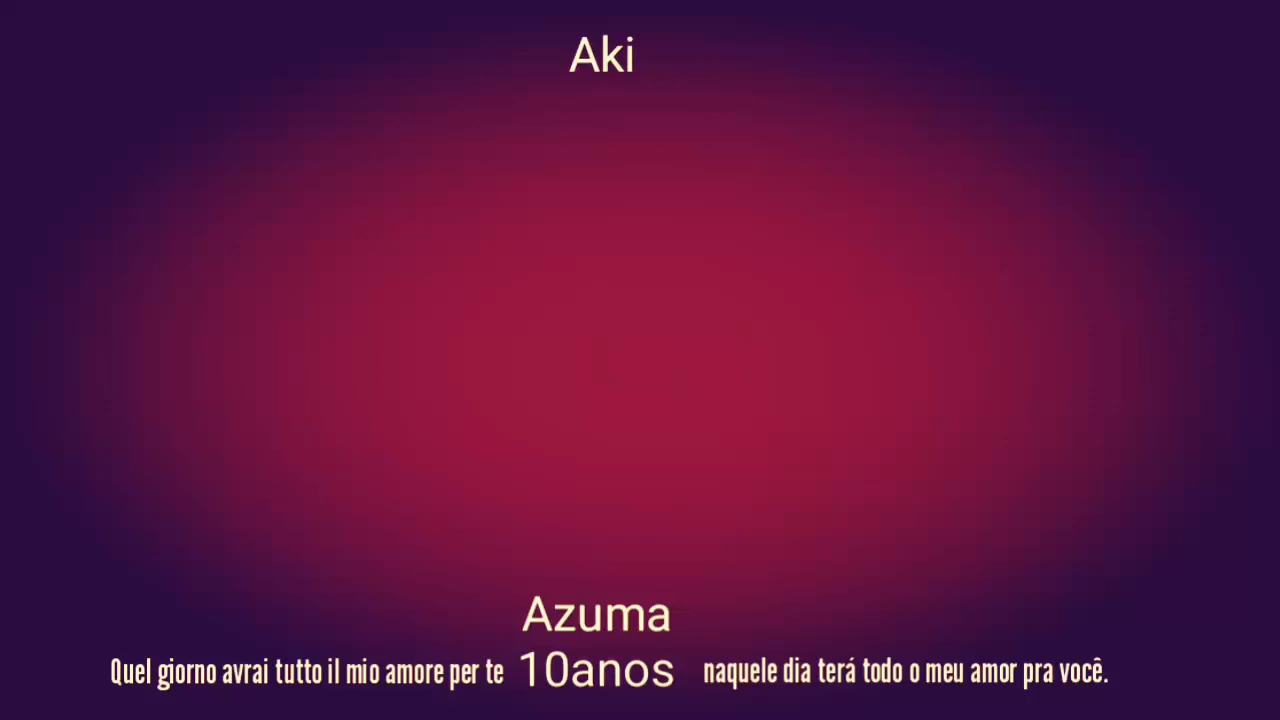 Aki
Azuma
Quel giorno avrai tutto il mio amore per te
10anos
naquele dia terá todo o meu amor pra você.